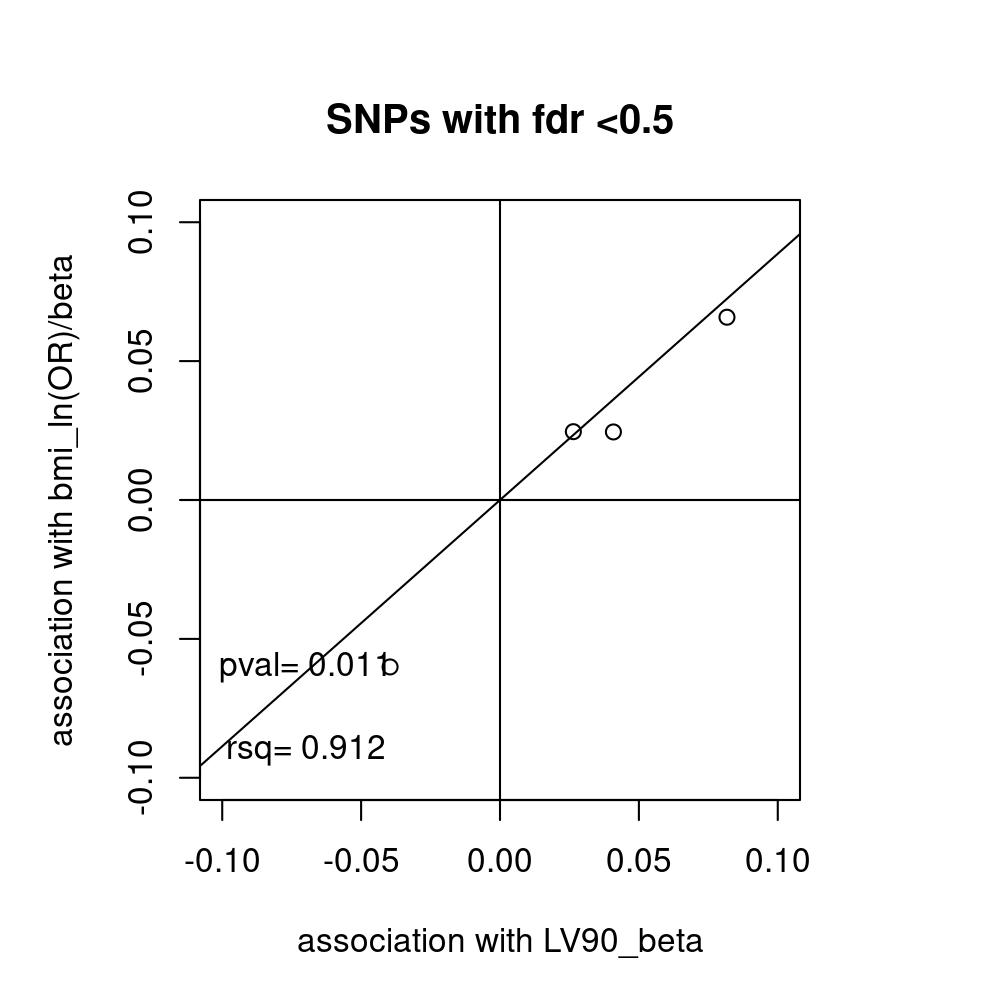 SNPs with fdr <0.5
association with bmi_ln(OR)/beta
0.10
0.05
0.00
-0.05
-0.10
pval= 0.011
rsq= 0.912
-0.10 -0.05 0.00 0.05 0.10
association with LV90_beta